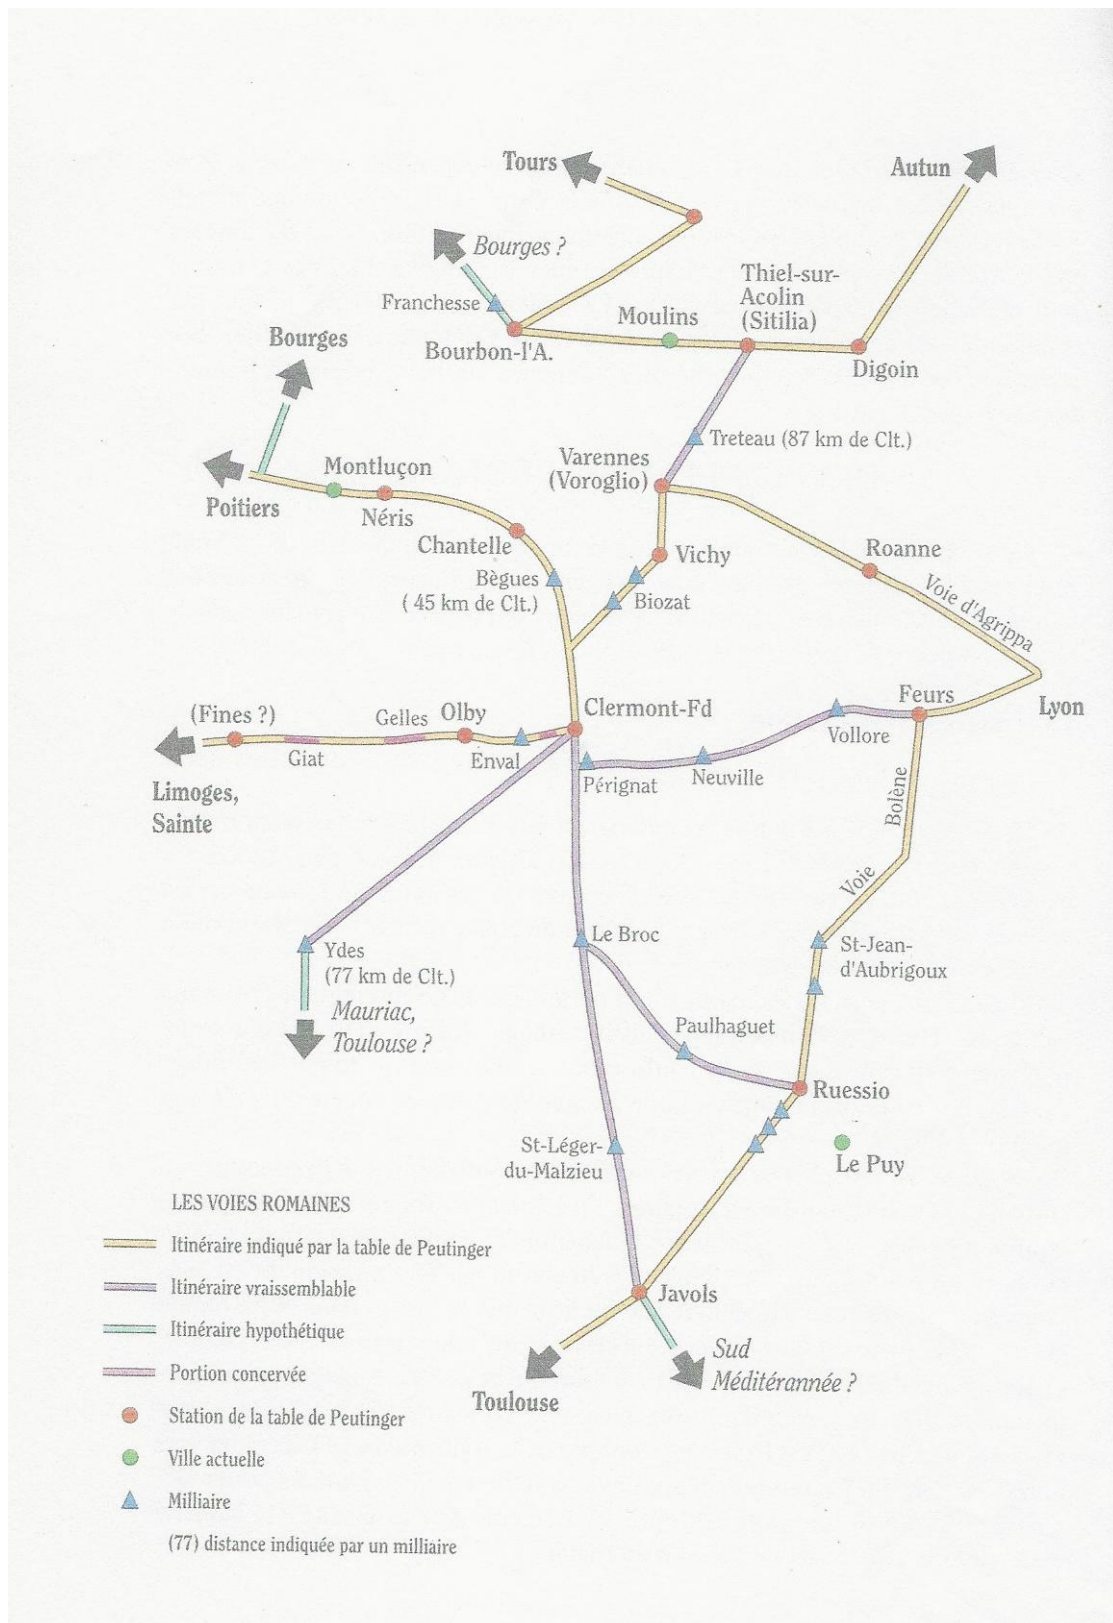 Tours
Autun
Bourges ?
Thiel-sur-
Acolin
(Sitilia)
Franchesse
Moulins
Bourges
Bourbon-l'A.
Digoin
Treteau (87 km de Clt.)
Varennes
(Voroglio)
Montluçon
Poitiers
Néris
Chantelle
Vichy
Roanne
Bègues
( 45 km de Clt.)
Biozat
Voie d'Agrippa
(Fines ?)
Gelles
Olby
Clermont-Fd
Feurs
Lyon
Giat
Enval
Vollore
Pérignat
Neuville
Limoges,
Sainte
Bolène
Voie
Le Broc
St-Jean-
d'Aubrigoux
Ydes
(77 km de Clt.)
Mauriac,
Toulouse ?
Paulhaguet
Ruessio
St-Léger-
du-Malzieu
Le Puy
LES VOIES ROMAINES
Itinéraire indiqué par la table de Peutinger
Itinéraire vraissemblable
Itinéraire hypothétique
Portion concervée
Station de la table de Peutinger
Ville actuelle
Milliaire
(77) distance indiquée par un milliaire
Javols
Sud
Méditérannée ?
Toulouse